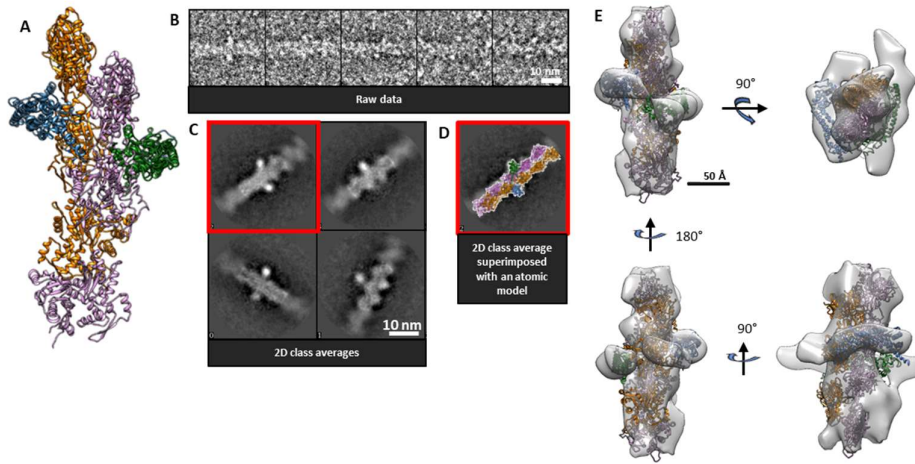 A
B
10 nm
Raw data
C
10 nm
2D class averages
D
2D class average
superimposed
with an atomic
model
E
90°
50 Å
180°
90°